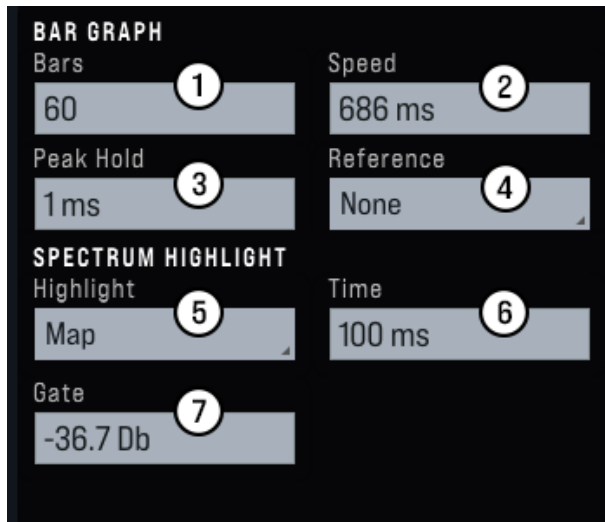 BAR GRAPH
Bars Speed
1 2
60 686 ms
Peak Hold Reference
3 4
1 ms None
SPECTRUM HIGHLIGHT
Highlight Time
5 6
Map 100 ms
Gate
7
-36.7 Db